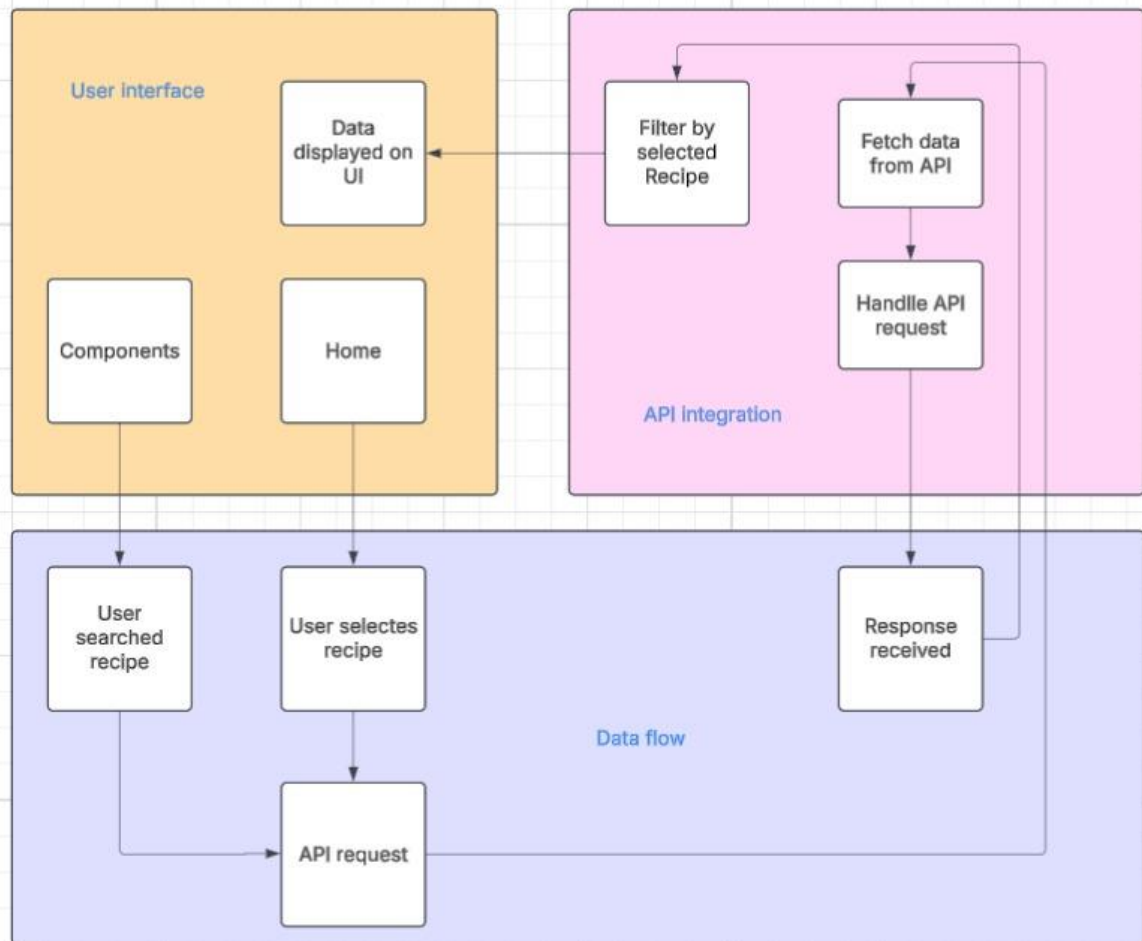 User interface
Data
displayed on
UI
Components
Home
Filter by
selected
Recipe
Fetch data
from API
Handlle API
request
API integration
User
searched
recipe
User selectes
recipe
Response
received
Data flow
API request